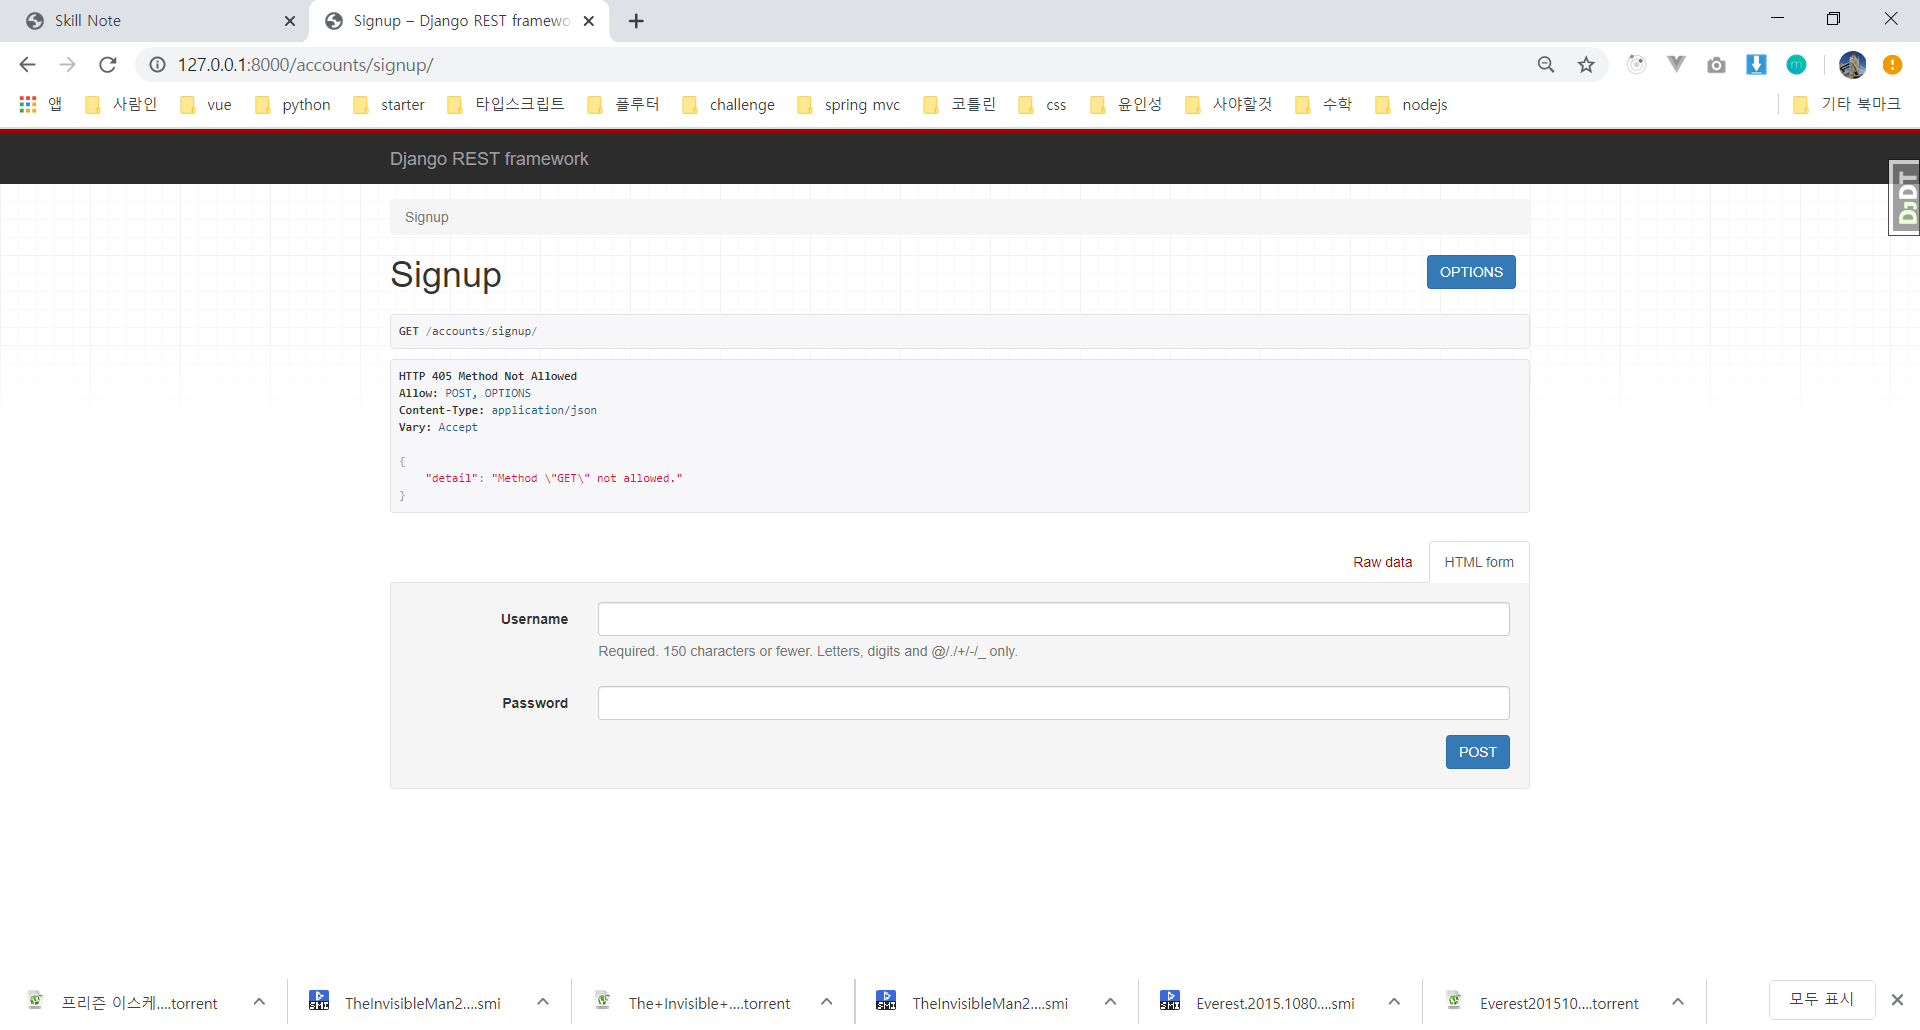 Skill Note
Signup – Django REST framewo
127.0.0.1:8000/accounts/signup/
앱 사람인 vue python starter 타입스크립트 플루터 challenge spring mvc 코틀린 css 윤인성 사야할것 수학 nodejs 기타 북마크
Django REST framework
DJDT
Signup
Signup
OPTIONS
GET /accounts/signup/
HTTP 405 Method Not Allowed
Allow: POST, OPTIONS
Content-Type: application/json
Vary: Accept
{
"detail": "Method \"GET\" not allowed."
}
Raw data HTML form
Username
Required. 150 characters or fewer. Letters, digits and @/./+/-/_ only.
Password
POST
프리즌 이스케....torrent TheInvisibleMan2....smi The+Invisible+....torrent TheInvisibleMan2....smi Everest.2015.1080....smi Everest201510....torrent 모두 표시